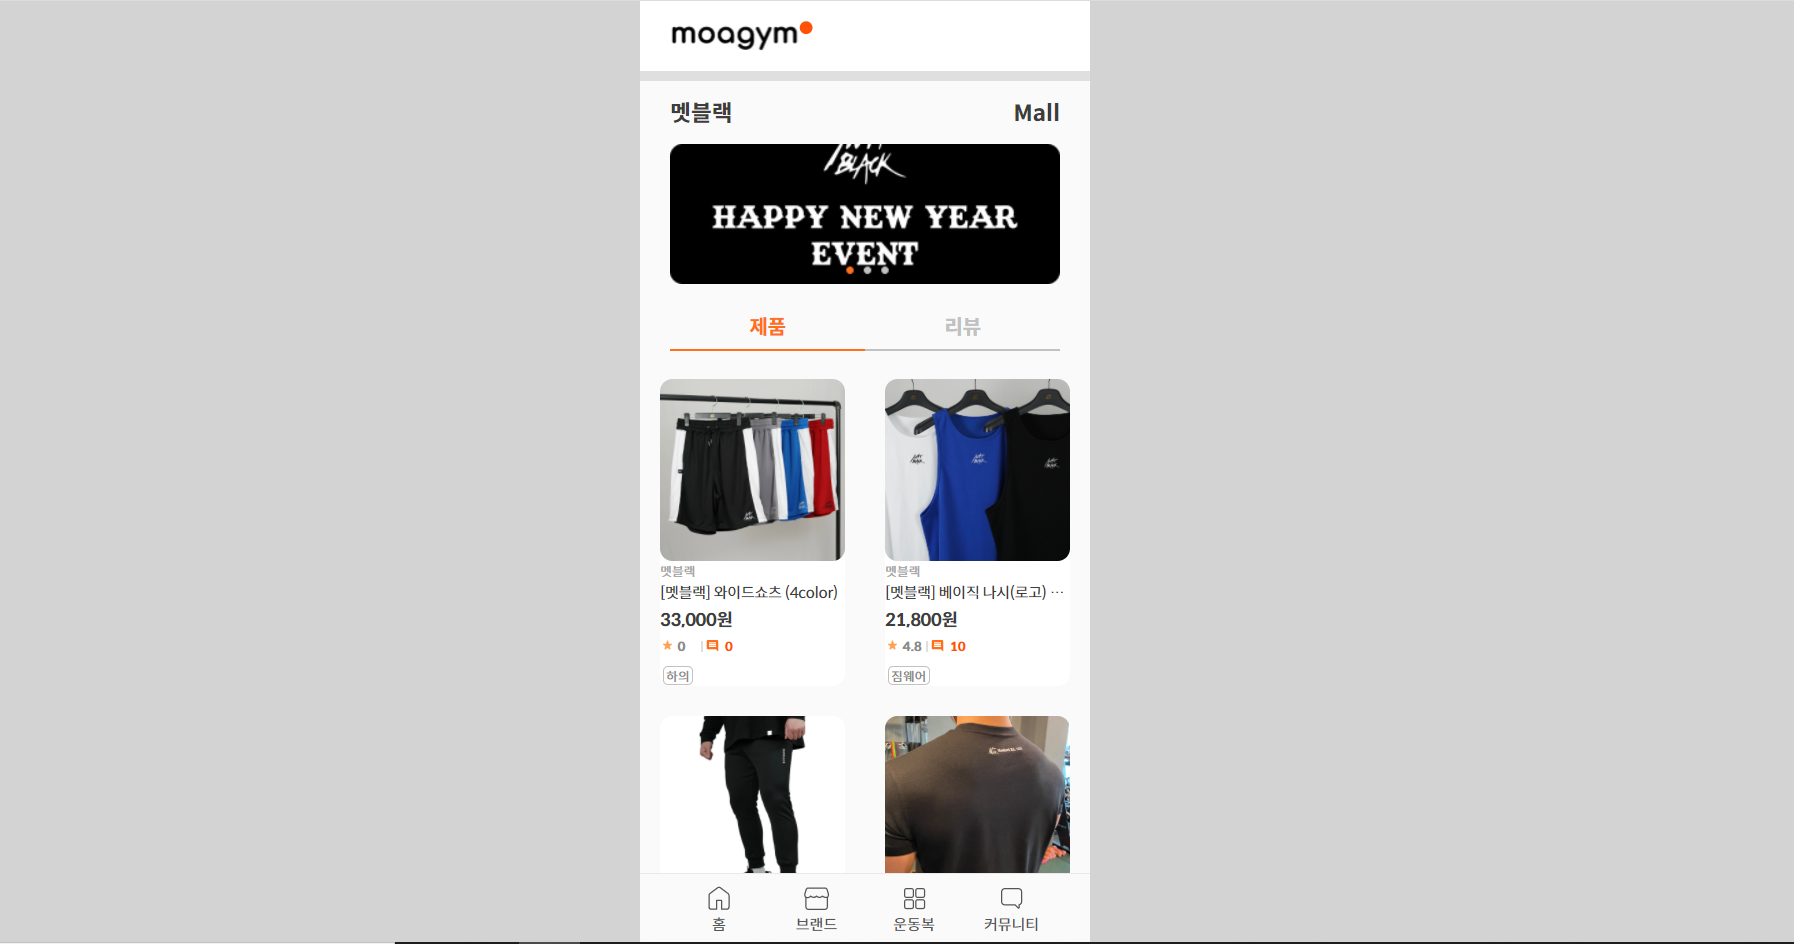 moagym
멧블랙 Mall
BLACK
HAPPY NEW YEAR
EVENT
제품 리뷰
멧블랙
[멧블랙] 와이드쇼츠 (4color)
33,000원
0 | 0
하의
멧블랙
[멧블랙] 베이직 나시(로고) ···
21,800원
4.8 | 10
짐웨어
홈 브랜드 운동복 커뮤니티